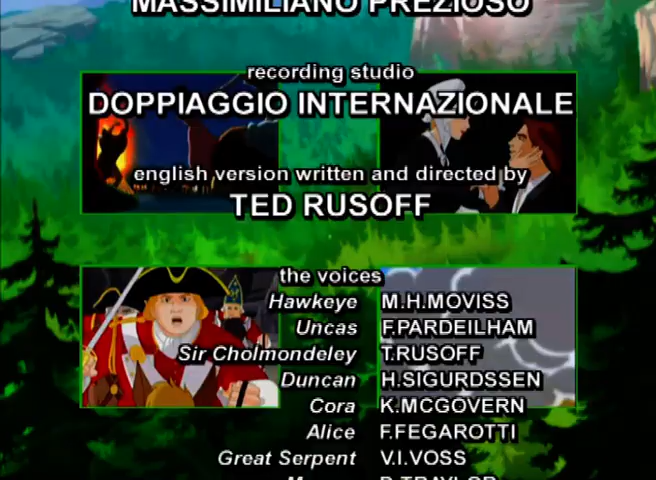 MASSIMILIANO PREZIOSO
recording studio
DOPPIAGGIO INTERNAZIONALE
english version written and directed by
TED RUSOFF
the voices
Hawkeye M.H.MOVISS
Uncas F.PARDEILHAM
Sir Cholmondeley T.RUSOFF
Duncan H.SIGURDSSEN
Cora K.MCGOVERN
Alice F.FEGAROTTI
Great Serpent V.I.VOSS